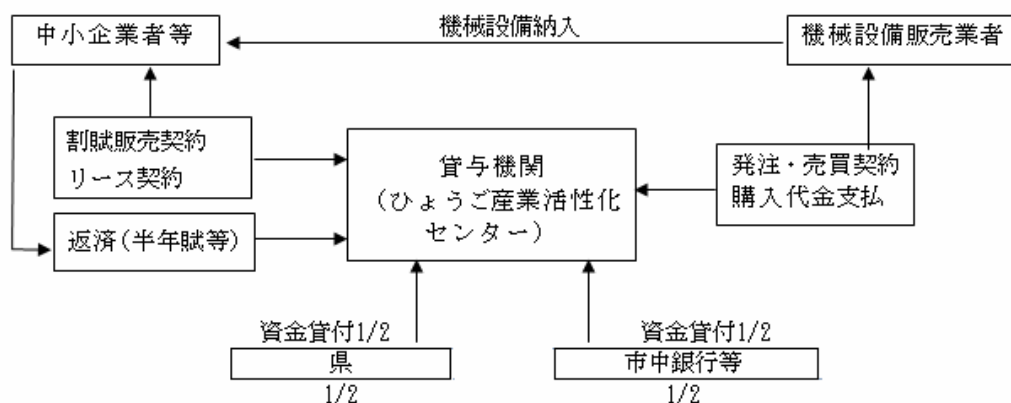 中小企業者等
機械設備納入
機械設備販売業者
割賦販売契約
リース契約
貸与機関
(ひょうご産業活性化
センター)
発注・売買契約
購入代金支払
返済(半年賦等)
資金貸付1/2
県
1/2
資金貸付1/2
市中銀行等
1/2